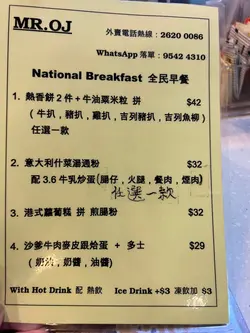 MR.OJ
外賣電話熱線：2620 0086
WhatsApp 落單：9542 4310
National Breakfast 全民早餐
1. 熱香餅2件+牛油粟米粒 拼 $42
（牛扒，豬扒，雞扒，吉列豬扒，吉列魚柳）
任選一款
2. 意大利什菜湯通粉 $32
配 3.6 牛乳炒蛋（腸仔，火腿，餐肉，煙肉）
任選一款
3. 港式蘿蔔糕 拼 煎腸粉 $32
4. 沙爹牛肉麥皮跟烚蛋 + 多士 $29
（奶油，奶醬，油醬）
With Hot Drink 配 熱飲 Ice Drink +$3 凍飲加 $3